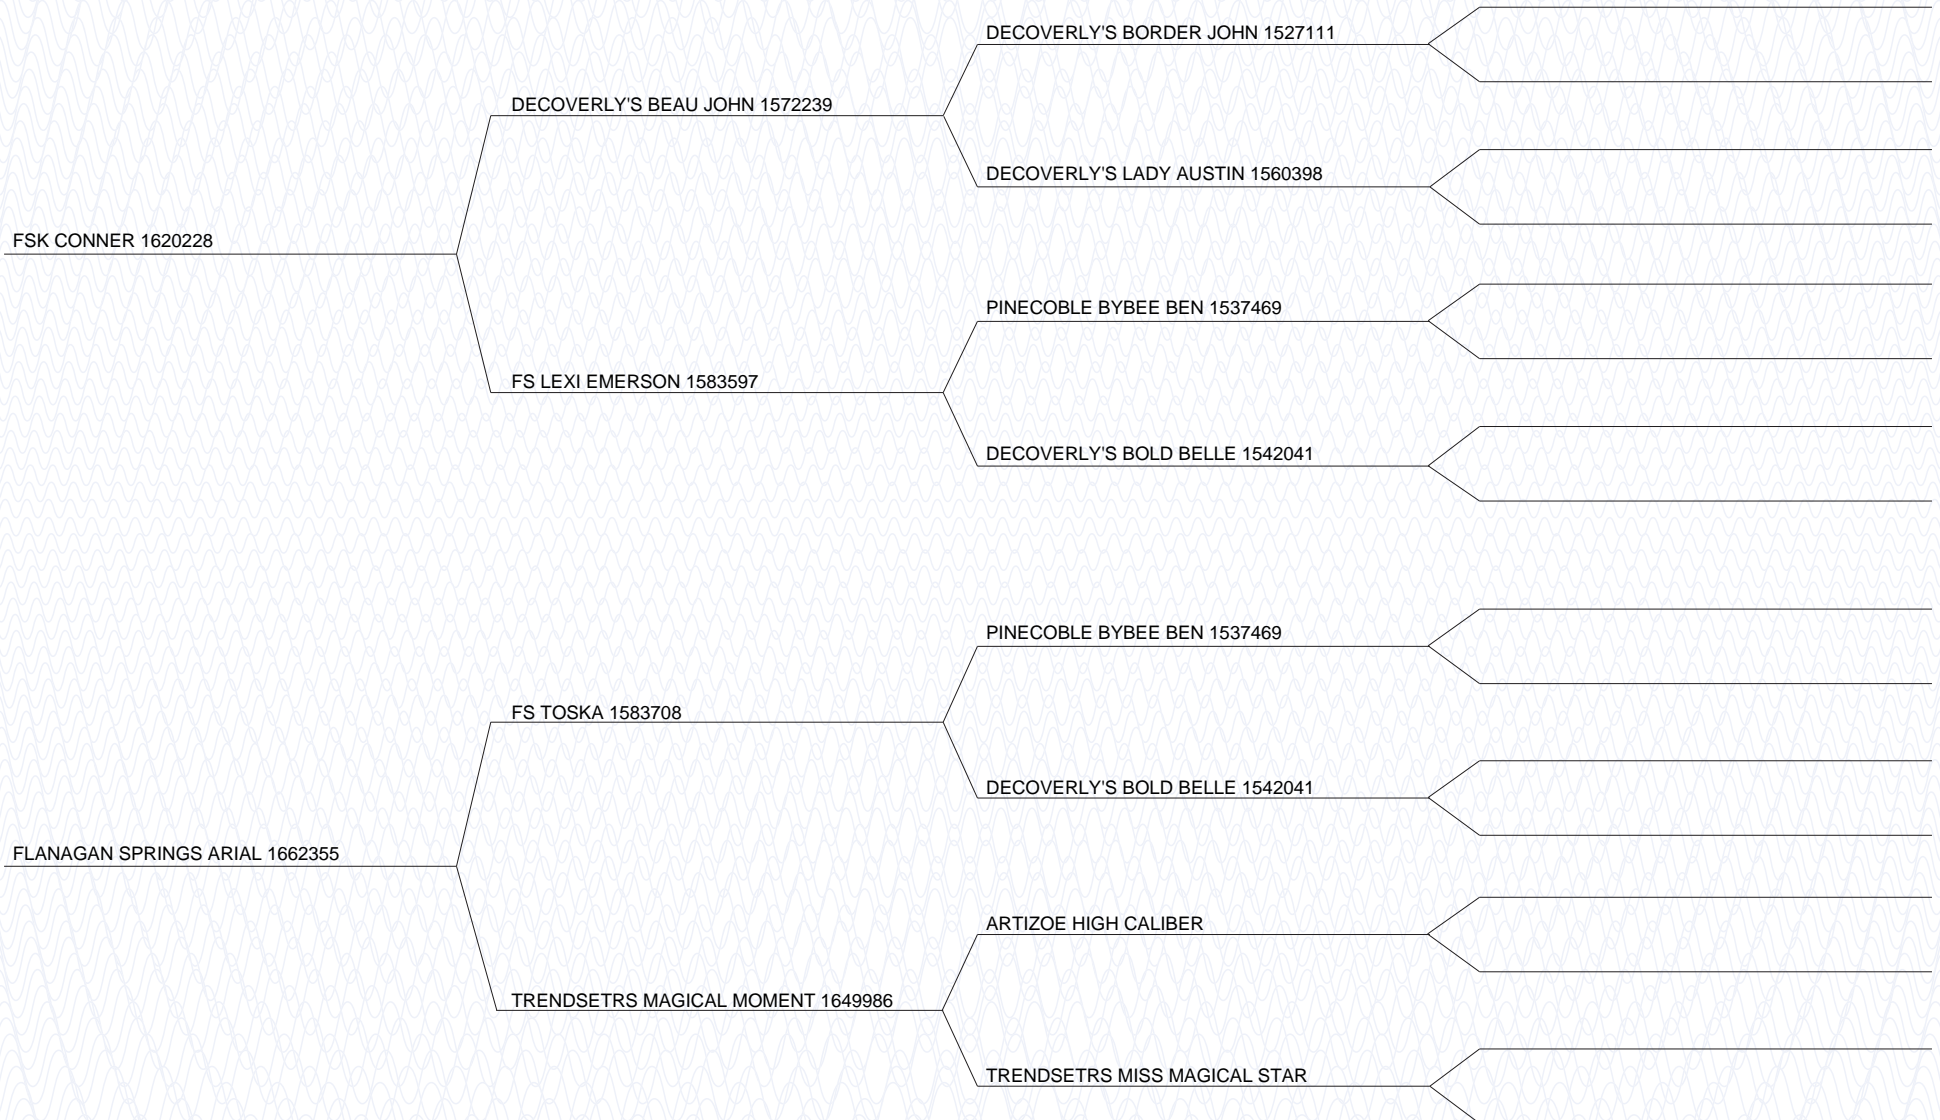 DECOVERLY'S BORDER JOHN 1527111
DECOVERLY'S BEAU JOHN 1572239
DECOVERLY'S LADY AUSTIN 1560398
FSK CONNER 1620228
PINECOBLE BYBEE BEN 1537469
FS LEXI EMERSON 1583597
DECOVERLY'S BOLD BELLE 1542041
PINECOBLE BYBEE BEN 1537469
FS TOSKA 1583708
DECOVERLY'S BOLD BELLE 1542041
FLANAGAN SPRINGS ARIAL 1662355
ARTIZOE HIGH CALIBER
TRENDSETRS MAGICAL MOMENT 1649986
TRENDSETRS MISS MAGICAL STAR